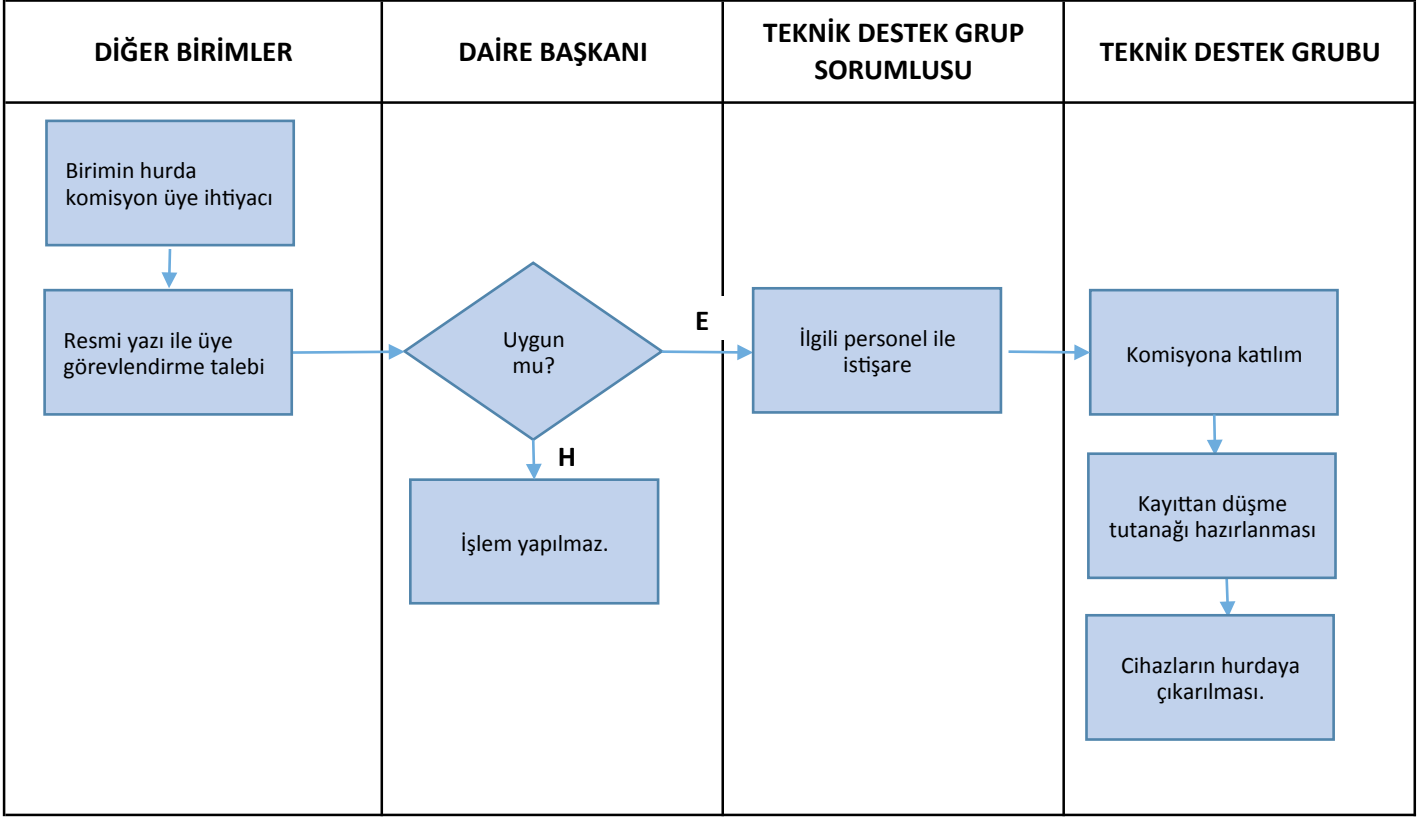 DİĞER BİRİMLER
DAİRE BAŞKANI
TEKNİK DESTEK GRUP
SORUMLUSU
TEKNİK DESTEK GRUBU
Birimin hurda
komisyon üye ihtiyacı
Resmi yazı ile üye
görevlendirme talebi
Uygun
mu?
E
H
İşlem yapılmaz.
İlgili personel ile
istişare
Komisyona katılım
Kayıttan düşme
tutanağı hazırlanması
Cihazların hurdaya
çıkarılması.